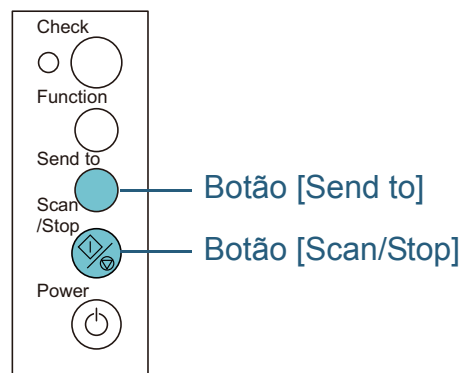 Check
Function
Send to
Botão [Send to]
Scan
/Stop
Botão [Scan/Stop]
Power